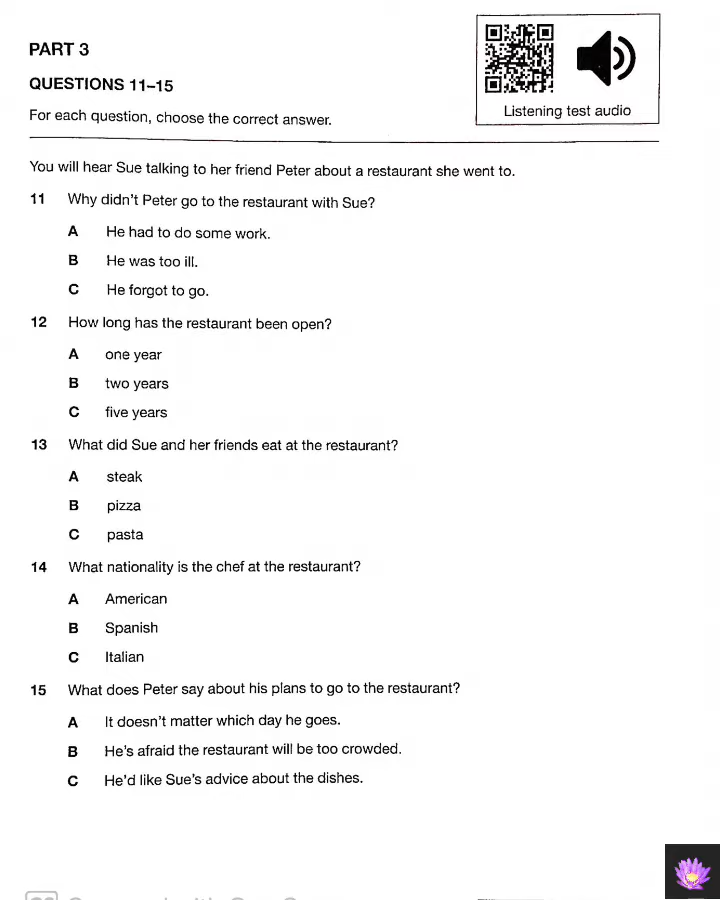 PART 3
QUESTIONS 11–15
For each question, choose the correct answer.
Listening test audio
You will hear Sue talking to her friend Peter about a restaurant she went to.
11 Why didn't Peter go to the restaurant with Sue?
A He had to do some work.
B He was too ill.
C He forgot to go.
12 How long has the restaurant been open?
A one year
B two years
C five years
13 What did Sue and her friends eat at the restaurant?
A steak
B pizza
C pasta
14 What nationality is the chef at the restaurant?
A American
B Spanish
C Italian
15 What does Peter say about his plans to go to the restaurant?
A It doesn't matter which day he goes.
B He's afraid the restaurant will be too crowded.
C He'd like Sue's advice about the dishes.